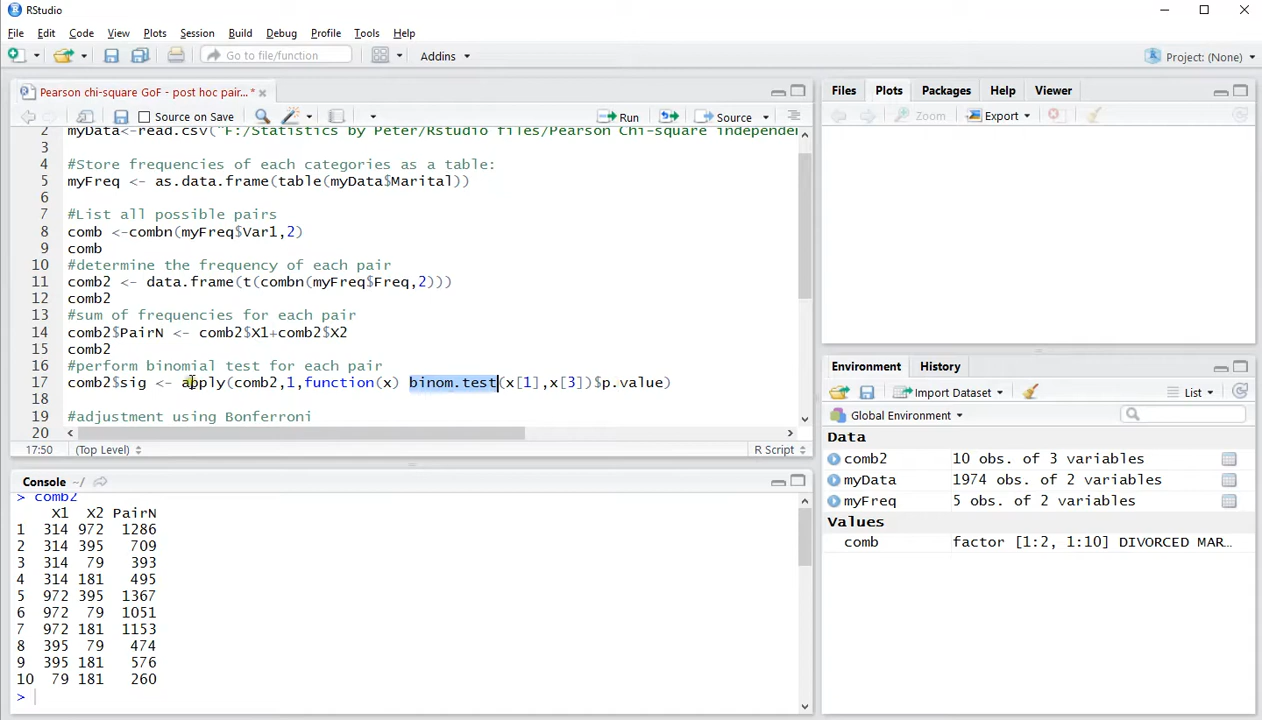 RStudio
File Edit Code View Plots Session Build Debug Profile Tools Help
Go to file/function Addins Project: (None)
Pearson chi-square GoF - post hoc pair... *
Source on Save Run Source
2 myData<-read.csv("F:/Statistics by Peter/Rstudio files/Pearson Chi-square independen
3
4 #Store frequencies of each categories as a table:
5 myFreq <- as.data.frame(table(myData$Marital))
6
7 #List all possible pairs
8 comb <-combn(myFreq$Var1,2)
9 comb
10 #determine the frequency of each pair
11 comb2 <- data.frame(t(combn(myFreq$Freq,2)))
12 comb2
13 #sum of frequencies for each pair
14 comb2$PairN <- comb2$X1+comb2$X2
15 comb2
16 #perform binomial test for each pair
17 comb2$sig <- apply(comb2,1,function(x) binom.test(x[1],x[3])$p.value)
18
19 #adjustment using Bonferroni
20
17:50 (Top Level) R Script
Console ~/
> comb2
X1 X2 PairN
1 314 972 1286
2 314 395 709
3 314 79 393
4 314 181 495
5 972 395 1367
6 972 79 1051
7 972 181 1153
8 395 79 474
9 395 181 576
10 79 181 260
>
Files Plots Packages Help Viewer
Zoom Export
Environment History
Import Dataset List
Global Environment
Data
comb2 10 obs. of 3 variables
myData 1974 obs. of 2 variables
myFreq 5 obs. of 2 variables
Values
comb factor [1:2, 1:10] DIVORCED MAR...